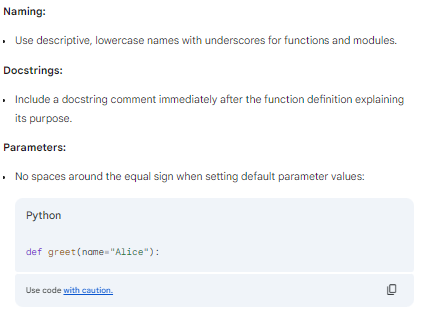 Naming:
• Use descriptive, lowercase names with underscores for functions and modules.
Docstrings:
• Include a docstring comment immediately after the function definition explaining
its purpose.
Parameters:
• No spaces around the equal sign when setting default parameter values:
Python
def greet(name="Alice"):
Use code with caution.